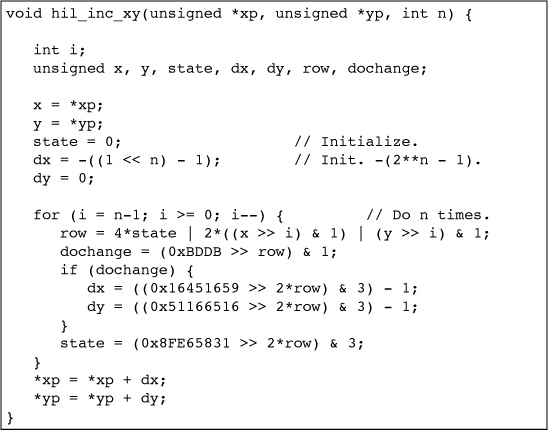 void hil_inc_xy(unsigned *xp, unsigned *yp, int n) {
int i;
unsigned x, y, state, dx, dy, row, dochange;
x = *xp;
y = *yp;
state = 0; // Initialize.
dx = -((1 << n) - 1); // Init. -(2**n - 1).
dy = 0;
for (i = n-1; i >= 0; i--) { // Do n times.
row = 4*state | 2*((x >> i) & 1) | (y >> i) & 1;
dochange = (0xBDDB >> row) & 1;
if (dochange) {
dx = ((0x16451659 >> 2*row) & 3) - 1;
dy = ((0x51166516 >> 2*row) & 3) - 1;
}
state = (0x8FE65831 >> 2*row) & 3;
}
*xp = *xp + dx;
*yp = *yp + dy;
}